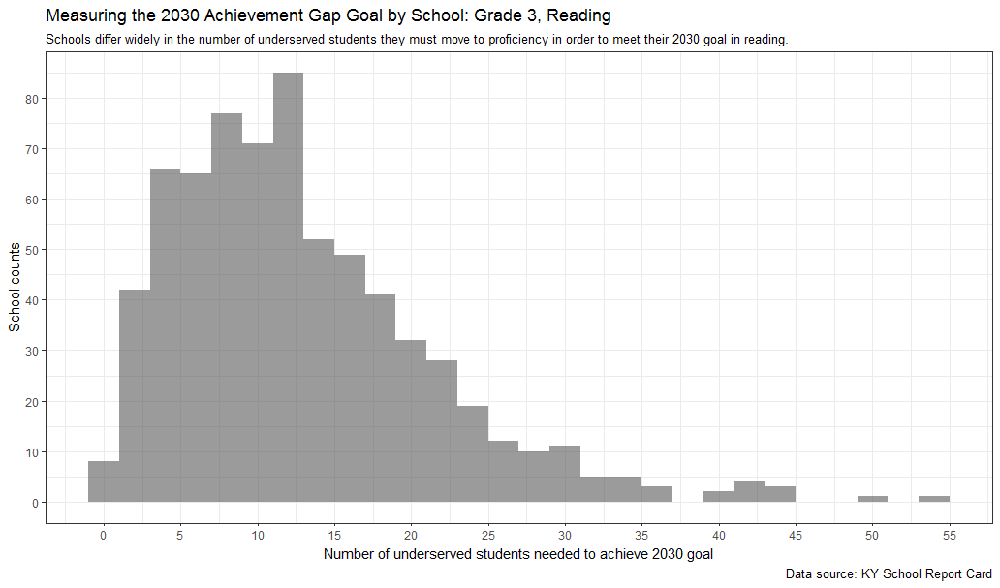 Measuring the 2030 Achievement Gap Goal by School: Grade 3, Reading
Schools differ widely in the number of underserved students they must move to proficiency in order to meet their 2030 goal in reading.
School counts
80
70
60
50
40
30
20
10
0
0 5 10 15 20 25 30 35 40 45 50 55
Number of underserved students needed to achieve 2030 goal
Data source: KY School Report Card